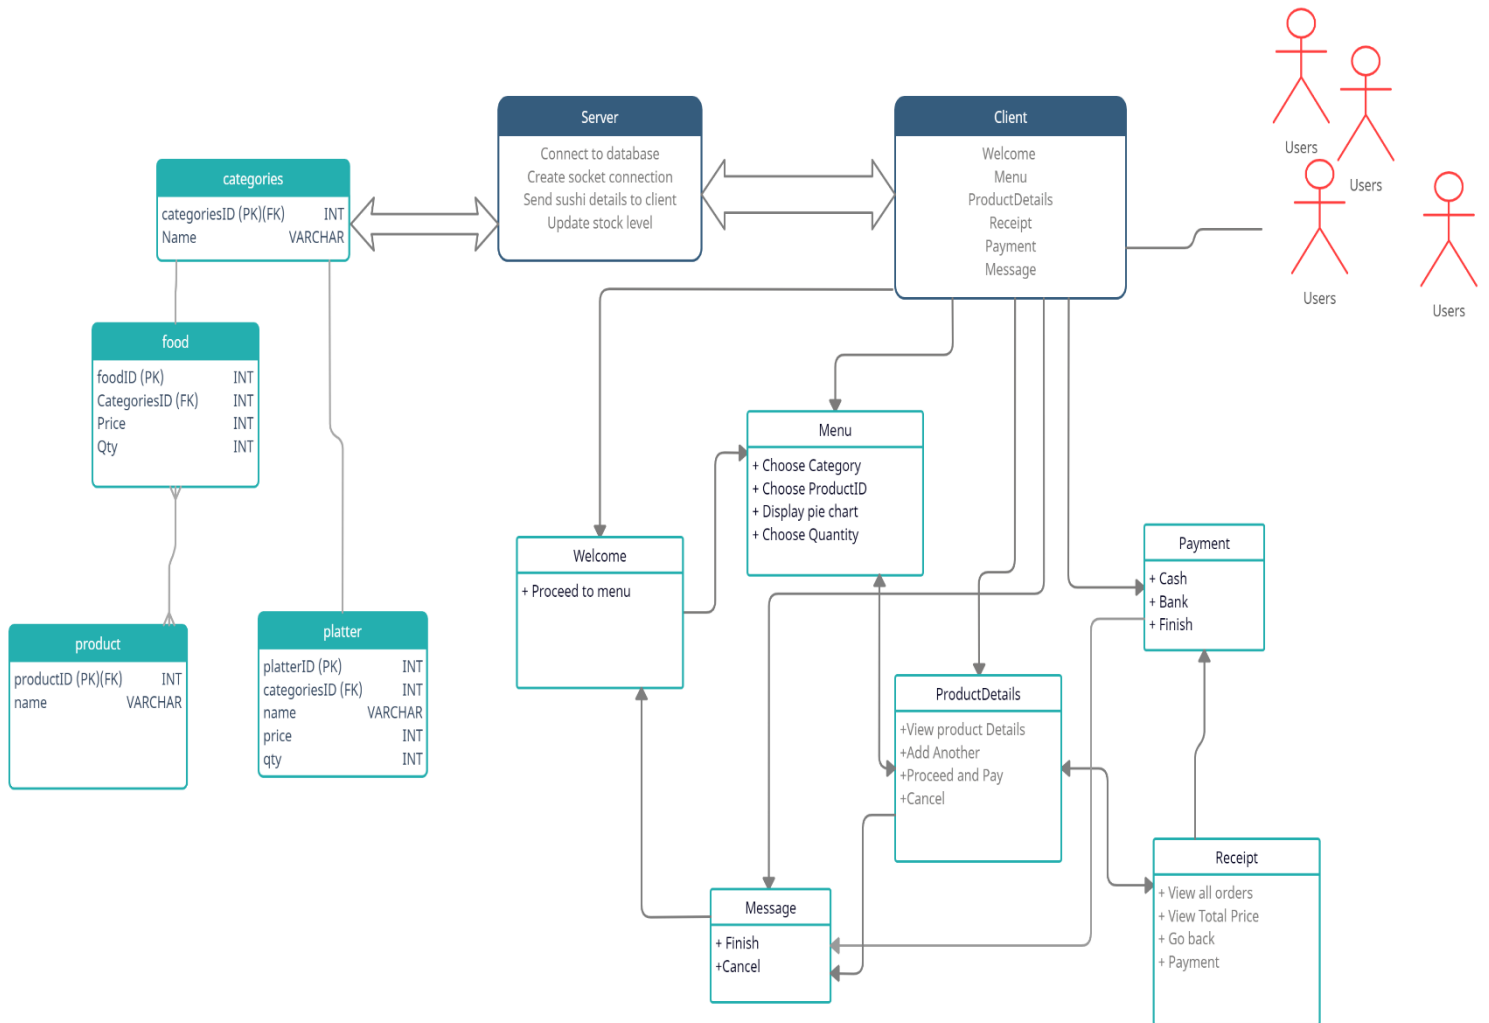 Users
Users
Users
Users
Server
Connect to database
Create socket connection
Send sushi details to client
Update stock level
Client
Welcome
Menu
ProductDetails
Receipt
Payment
Message
categories
categoriesID (PK)(FK) INT
Name VARCHAR
food
foodID (PK) INT
CategoriesID (FK) INT
Price INT
Qty INT
product
productID (PK)(FK) INT
name VARCHAR
platter
platterID (PK) INT
categoriesID (FK) INT
name VARCHAR
price INT
qty INT
Welcome
+ Proceed to menu
Menu
+ Choose Category
+ Choose ProductID
+ Display pie chart
+ Choose Quantity
Payment
+ Cash
+ Bank
+ Finish
ProductDetails
+View product Details
+Add Another
+Proceed and Pay
+Cancel
Message
+ Finish
+Cancel
Receipt
+ View all orders
+ View Total Price
+ Go back
+ Payment